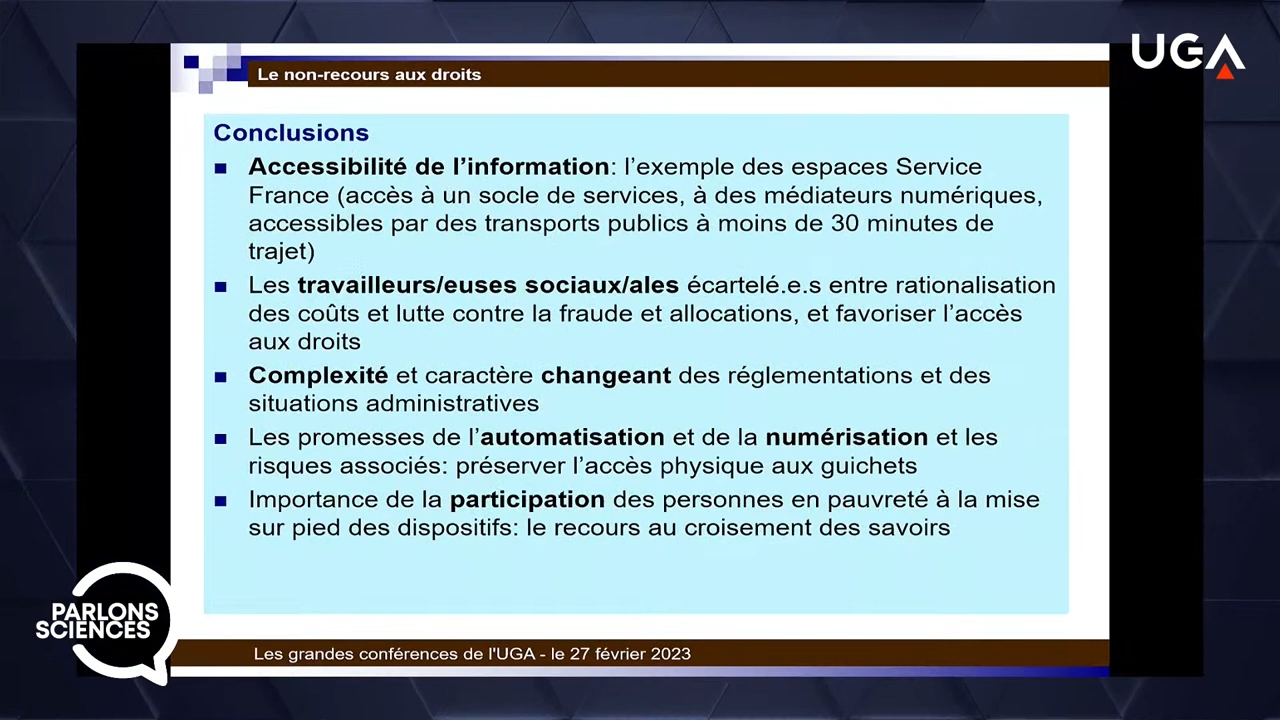 UGA
Le non-recours aux droits
Conclusions
Accessibilité de l'information: l'exemple des espaces Service
France (accès à un socle de services, à des médiateurs numériques,
accessibles par des transports publics à moins de 30 minutes de
trajet)
Les travailleurs/euses sociaux/ales écartelé.e.s entre rationalisation
des coûts et lutte contre la fraude et allocations, et favoriser l'accès
aux droits
Complexité et caractère changeant des réglementations et des
situations administratives
Les promesses de l'automatisation et de la numérisation et les
risques associés: préserver l'accès physique aux guichets
Importance de la participation des personnes en pauvreté à la mise
sur pied des dispositifs: le recours au croisement des savoirs
PARLONS
SCIENCES
Les grandes conférences de l'UGA - le 27 février 2023